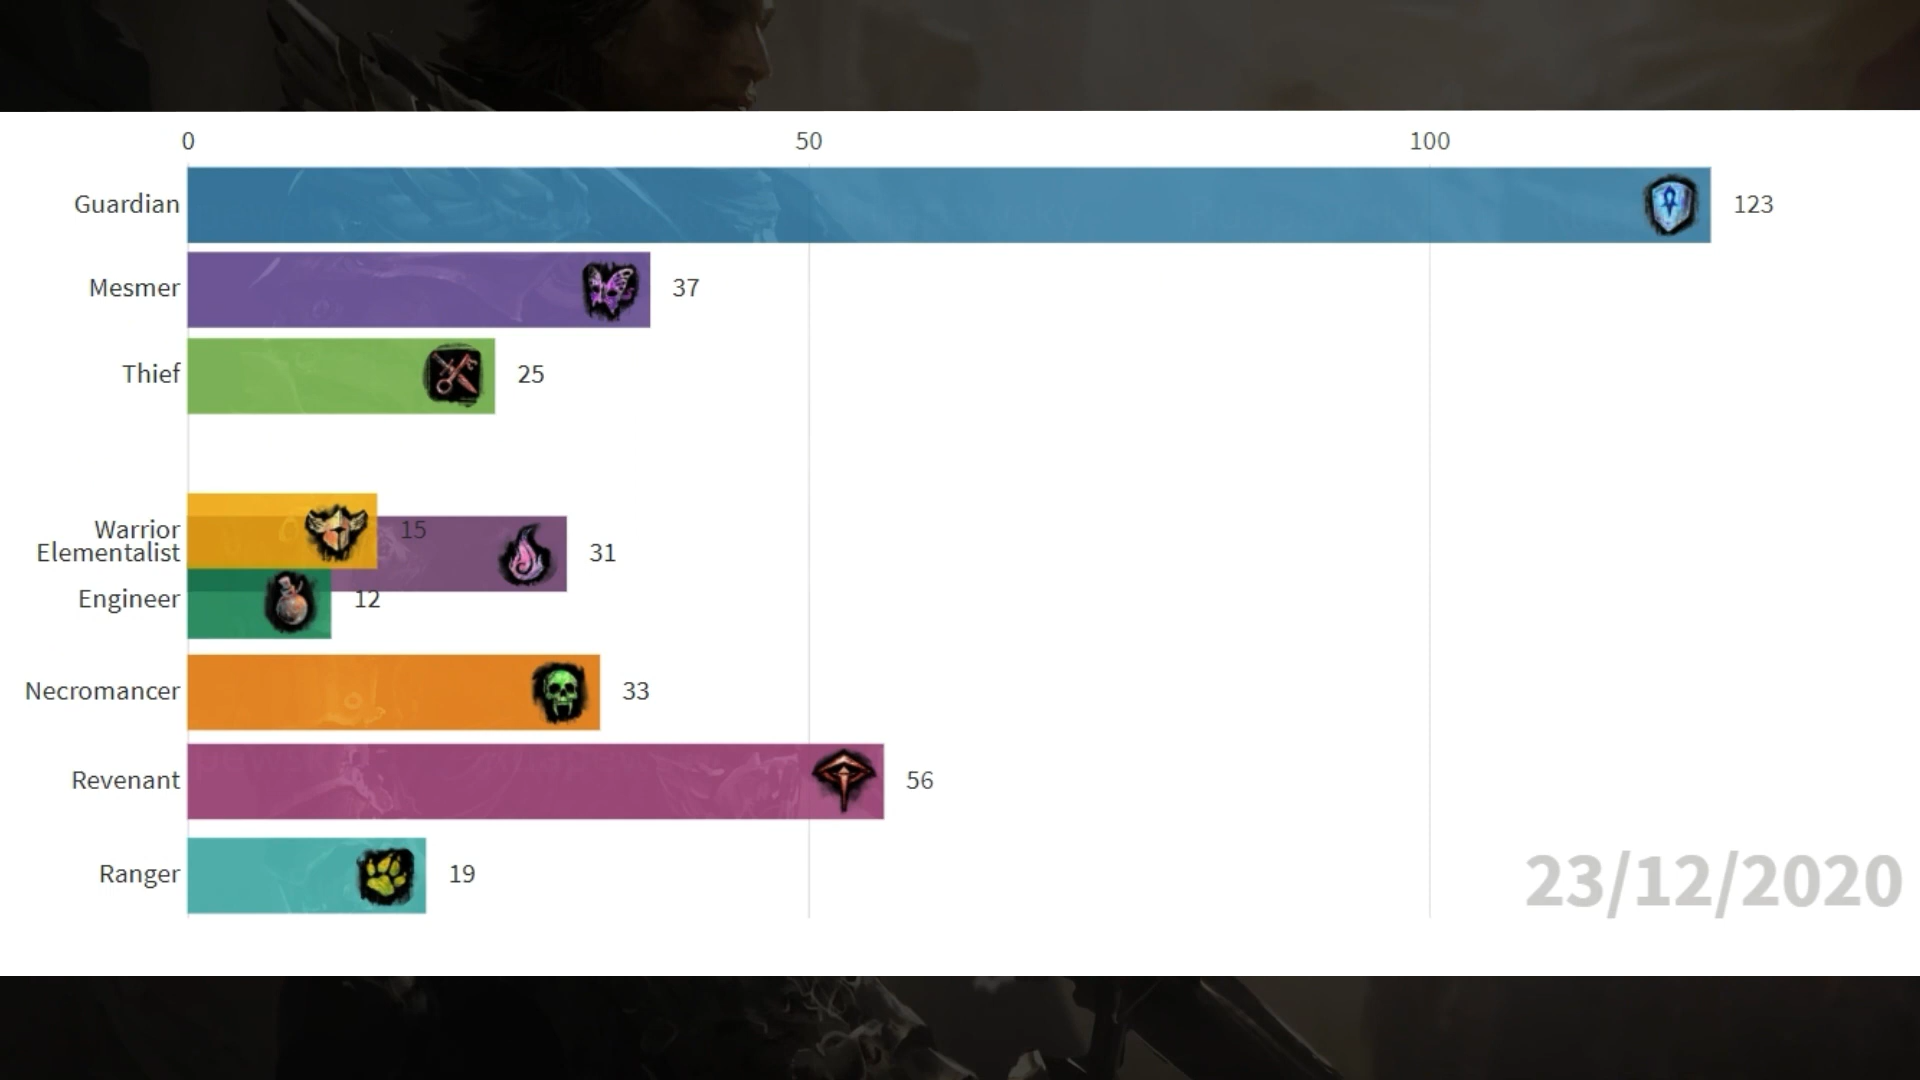 0 50 100
Guardian 123
Mesmer 37
Thief 25
Warrior 15
Elementalist 31
Engineer 12
Necromancer 33
Revenant 56
Ranger 19
23/12/2020